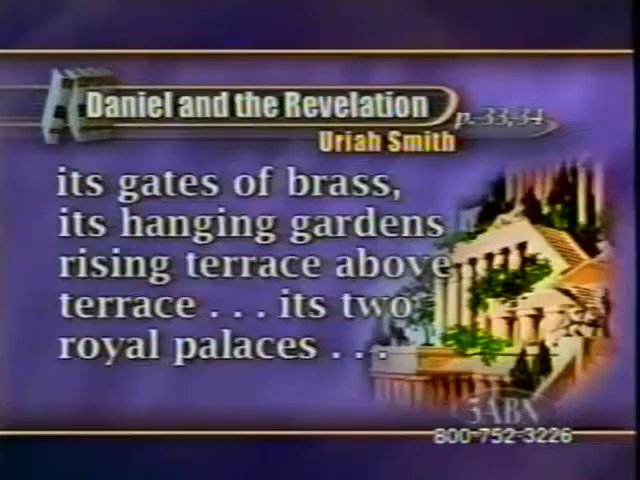 Daniel and the Revelation p. 33,34
Uriah Smith
its gates of brass,
its hanging gardens
rising terrace above
terrace . . . its two
royal palaces . . .
3ABN
800-752-3226